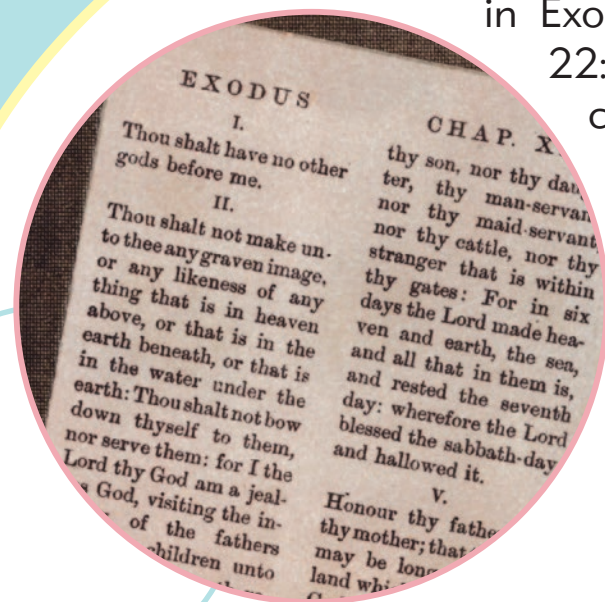 in Exo
22:
EXODUS
I.
Thou shalt have no other
gods before me.
II.
Thou shalt not make un-
to thee any graven image,
or any likeness of any
thing that is in heaven
above, or that is in the
earth beneath, or that is
in the water under the
earth: Thou shalt not bow
down thyself to them,
nor serve them: for I the
Lord thy God am a jeal-
God, visiting the in-
of the fathers
children unto
CHAP. X
thy son, nor thy dau
ter, thy man-servan
nor thy maid-servant
nor thy cattle, nor thy
stranger that is within
thy gates: For in six
days the Lord made hea-
ven and earth, the sea,
and all that in them is,
and rested the seventh
day: wherefore the Lord
blessed the sabbath-day
and hallowed it.
V.
Honour thy fathe
thy mother; that
may be long
land whi